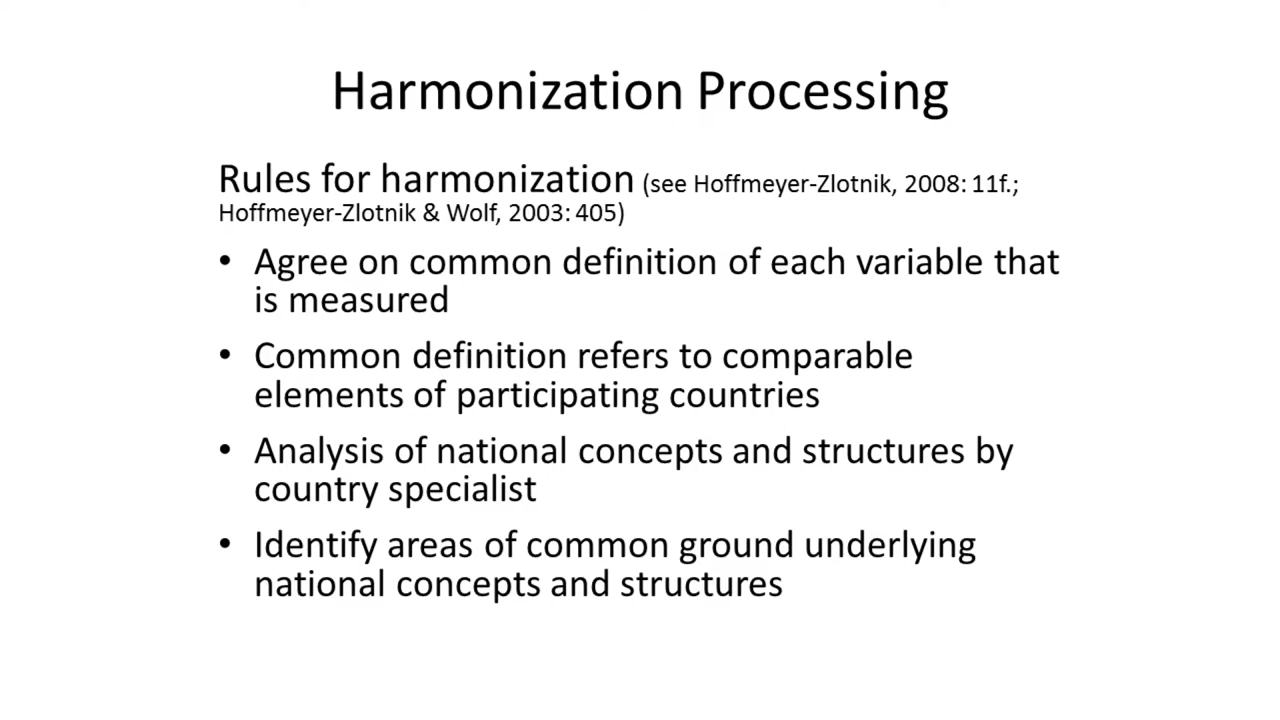 Harmonization Processing
Rules for harmonization (see Hoffmeyer-Zlotnik, 2008: 11f.;
Hoffmeyer-Zlotnik & Wolf, 2003: 405)
• Agree on common definition of each variable that
is measured
• Common definition refers to comparable
elements of participating countries
• Analysis of national concepts and structures by
country specialist
• Identify areas of common ground underlying
national concepts and structures